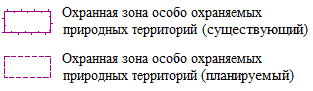 Охранная зона особо охраняемых
природных территорий (существующий)
Охранная зона особо охраняемых
природных территорий (планируемый)